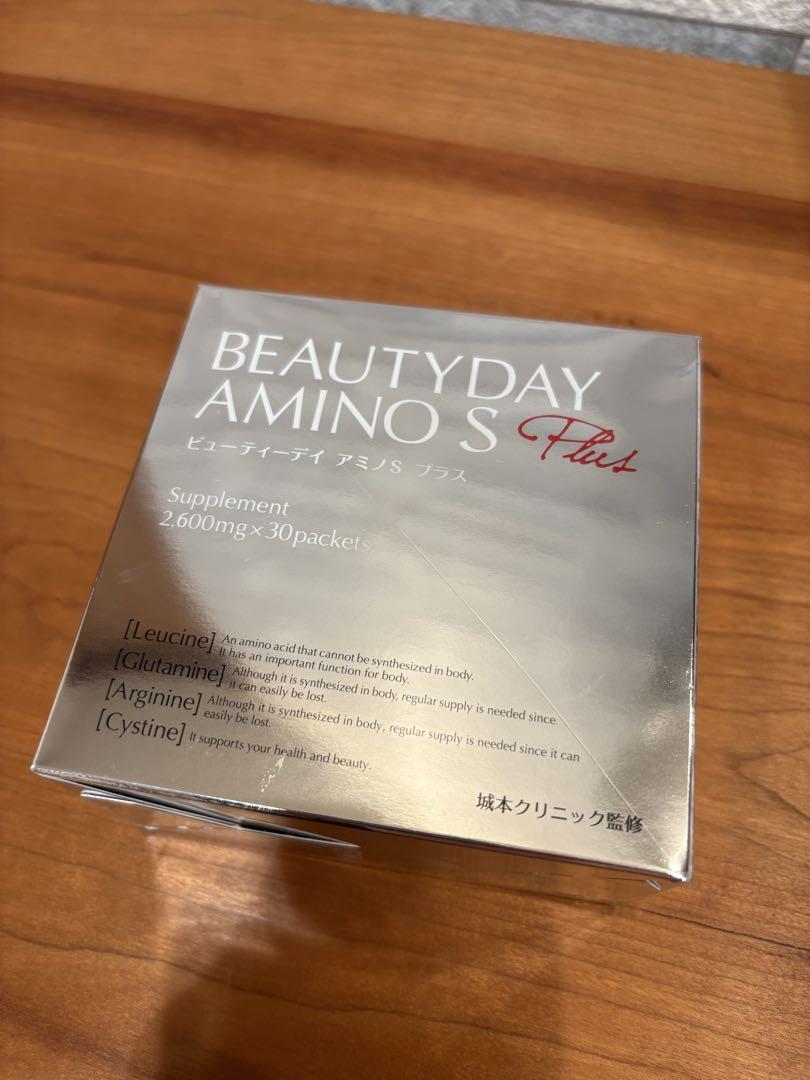 BEAUTYDAY
AMINO S Plus
ビューティーデイ アミノS プラス
Supplement
2,600mg×30packets
[Leucine] An amino acid that cannot be synthesized in body.
It has an important function for body.
[Glutamine] Although it is synthesized in body, regular supply is needed since
it can easily be lost.
[Arginine] Although it is synthesized in body, regular supply is needed since it can
easily be lost.
[Cystine] It supports your health and beauty.
城本クリニック監修